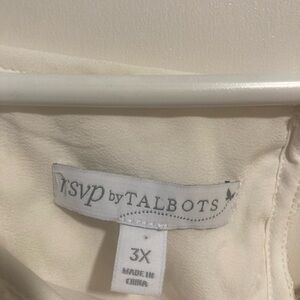 rsvp by TALBOTS
3X
MADE IN
CHINA